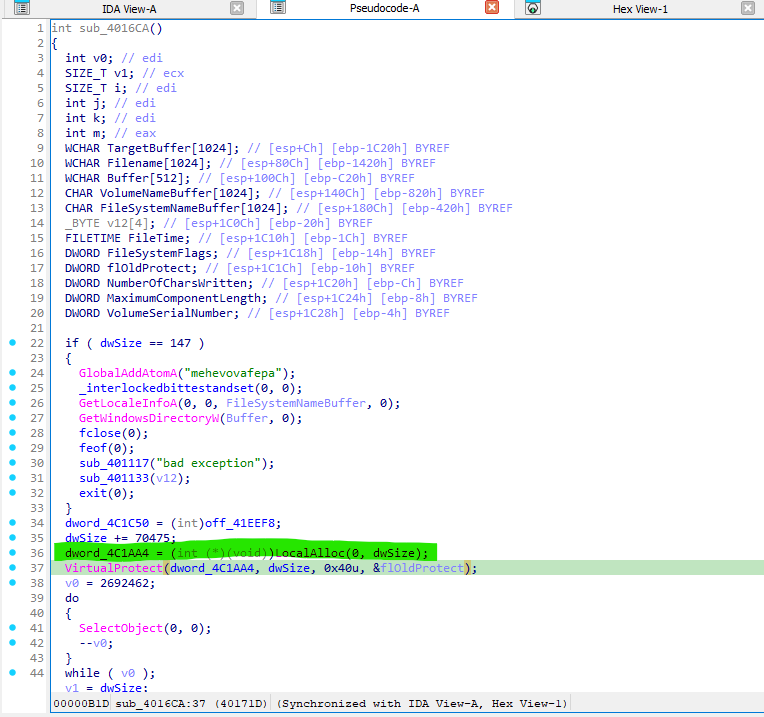 IDA View-A Pseudocode-A Hex View-1
1 int sub_4016CA()
2 {
3 int v0; // edi
4 SIZE_T v1; // ecx
5 SIZE_T i; // edi
6 int j; // edi
7 int k; // edi
8 int m; // eax
9 WCHAR TargetBuffer[1024]; // [esp+Ch] [ebp-1C20h] BYREF
10 WCHAR Filename[1024]; // [esp+80Ch] [ebp-1420h] BYREF
11 WCHAR Buffer[512]; // [esp+100Ch] [ebp-C20h] BYREF
12 CHAR VolumeNameBuffer[1024]; // [esp+140Ch] [ebp-820h] BYREF
13 CHAR FileSystemNameBuffer[1024]; // [esp+180Ch] [ebp-420h] BYREF
14 _BYTE v12[4]; // [esp+1C0Ch] [ebp-20h] BYREF
15 FILETIME FileTime; // [esp+1C10h] [ebp-1Ch] BYREF
16 DWORD FileSystemFlags; // [esp+1C18h] [ebp-14h] BYREF
17 DWORD flOldProtect; // [esp+1C1Ch] [ebp-10h] BYREF
18 DWORD NumberOfCharsWritten; // [esp+1C20h] [ebp-Ch] BYREF
19 DWORD MaximumComponentLength; // [esp+1C24h] [ebp-8h] BYREF
20 DWORD VolumeSerialNumber; // [esp+1C28h] [ebp-4h] BYREF
21
22 if ( dwSize == 147 )
23 {
24 GlobalAddAtomA("mehevovafepa");
25 _interlockedbittestandset(0, 0);
26 GetLocaleInfoA(0, 0, FileSystemNameBuffer, 0);
27 GetWindowsDirectoryW(Buffer, 0);
28 fclose(0);
29 feof(0);
30 sub_401117("bad exception");
31 sub_401133(v12);
32 exit(0);
33 }
34 dword_4C1C50 = (int)off_41EEF8;
35 dwSize += 70475;
36 dword_4C1AA4 = (int (*)(void))LocalAlloc(0, dwSize);
37 VirtualProtect(dword_4C1AA4, dwSize, 0x40u, &flOldProtect);
38 v0 = 2692462;
39 do
40 {
41 SelectObject(0, 0);
42 --v0;
43 }
44 while ( v0 );
v1 = dwSize;
00000B1D sub_4016CA:37 (40171D) (Synchronized with IDA View-A, Hex View-1)